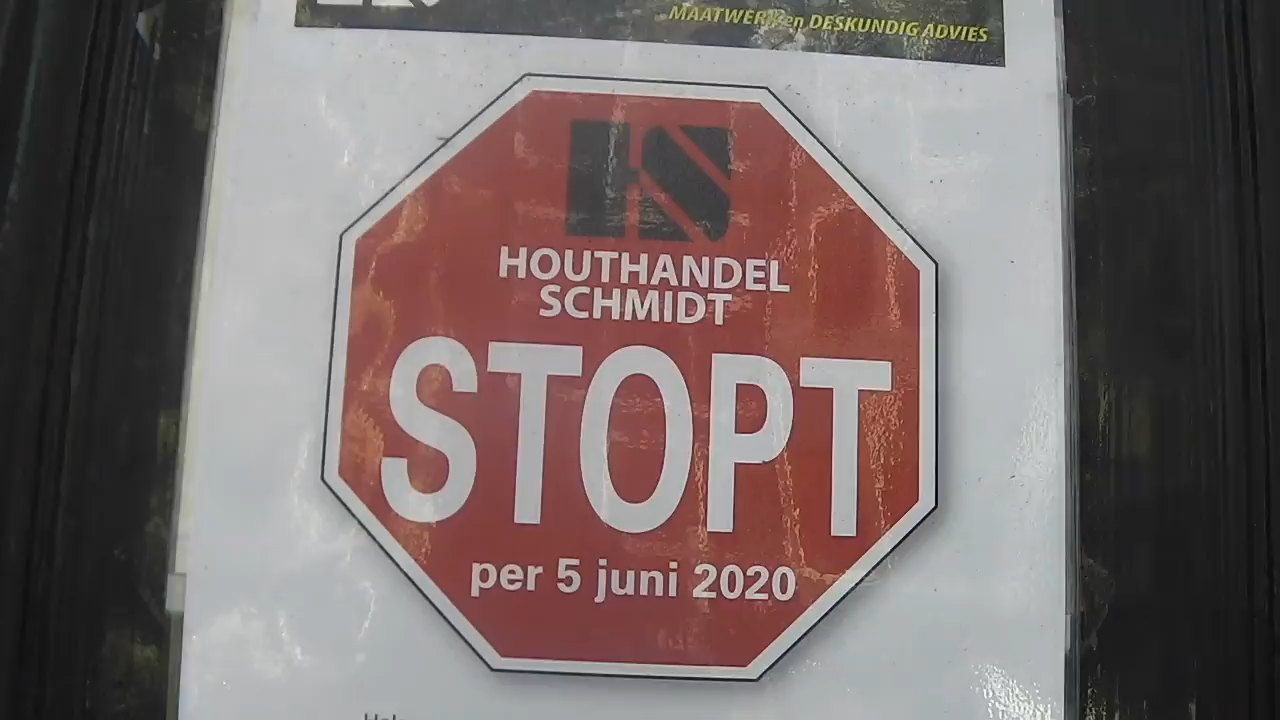 MAATWERK en DESKUNDIG ADVIES
HOUTHANDEL
SCHMIDT
STOPT
per 5 juni 2020